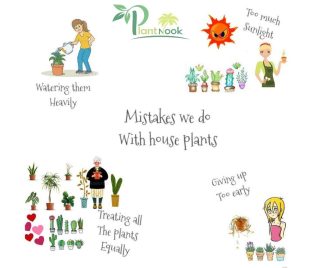 PlantNook
Too much
Sunlight
Watering them
Heavily
Mistakes we do
With house plants
Giving up
Too early
Treating all
The plants
Equally